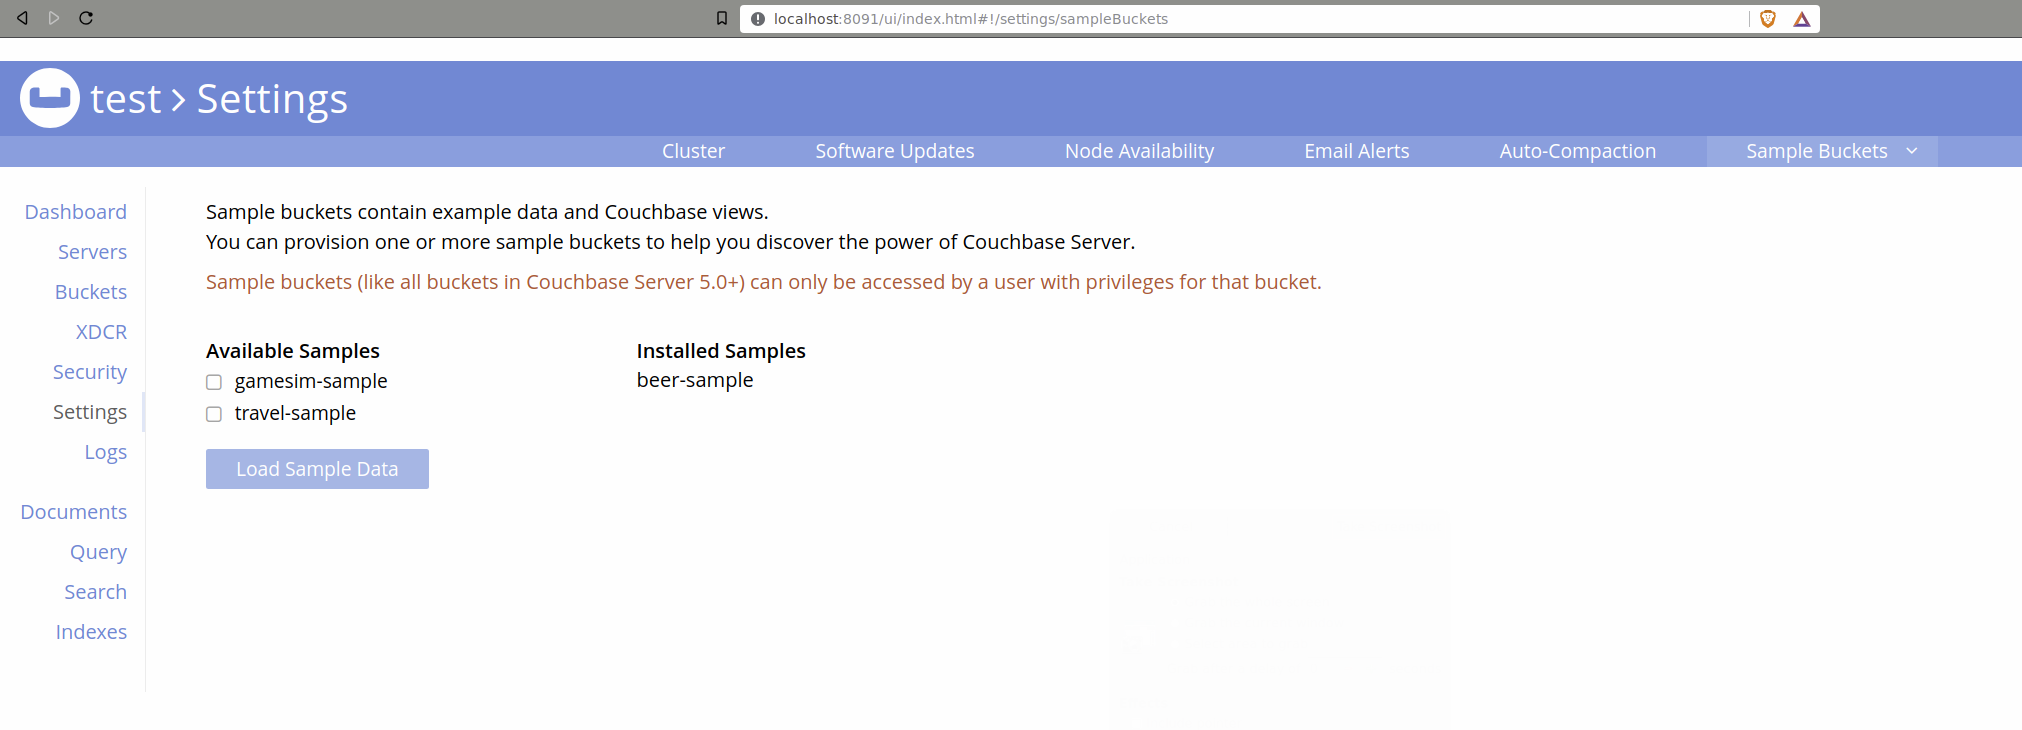 localhost:8091/ui/index.html#!/settings/sampleBuckets
test > Settings
Cluster Software Updates Node Availability Email Alerts Auto-Compaction Sample Buckets
Dashboard
Servers
Buckets
XDCR
Security
Settings
Logs
Documents
Query
Search
Indexes
Sample buckets contain example data and Couchbase views.
You can provision one or more sample buckets to help you discover the power of Couchbase Server.
Sample buckets (like all buckets in Couchbase Server 5.0+) can only be accessed by a user with privileges for that bucket.
Available Samples
gamesim-sample
travel-sample
Load Sample Data
Installed Samples
beer-sample